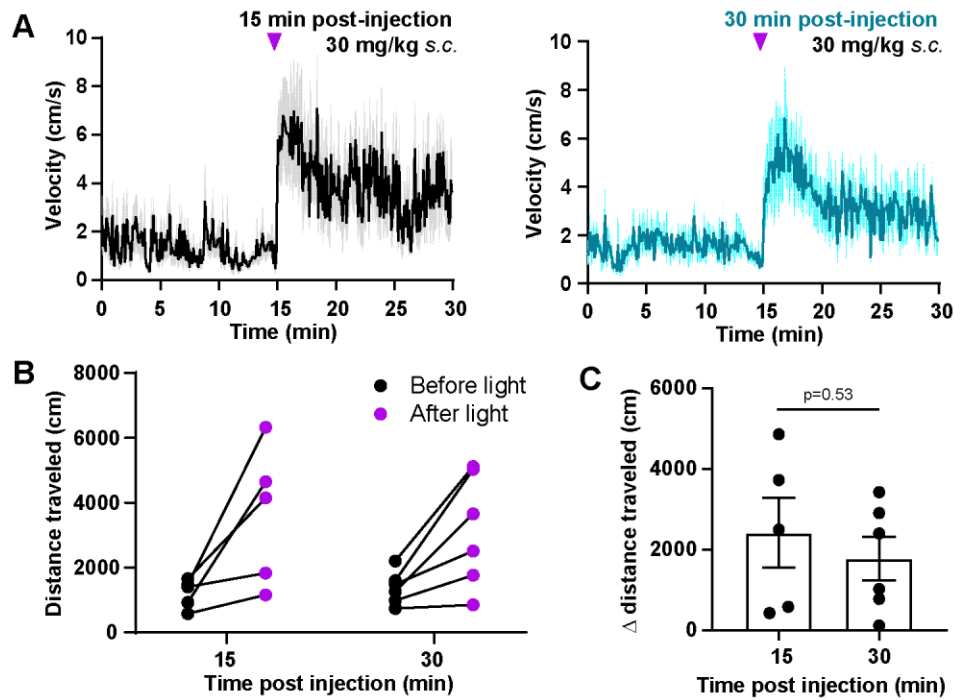 A
15 min post-injection
30 mg/kg s.c.
Velocity (cm/s)
10
8
6
4
2
0
0 5 10 15 20 25 30
Time (min)
30 min post-injection
30 mg/kg s.c.
Velocity (cm/s)
10
8
6
4
2
0
0 5 10 15 20 25 30
Time (min)
B
Before light
After light
Distance traveled (cm)
8000
6000
4000
2000
0
15 30
Time post injection (min)
C
p=0.53
Δ distance traveled (cm)
6000
4000
2000
0
15 30
Time post injection (min)